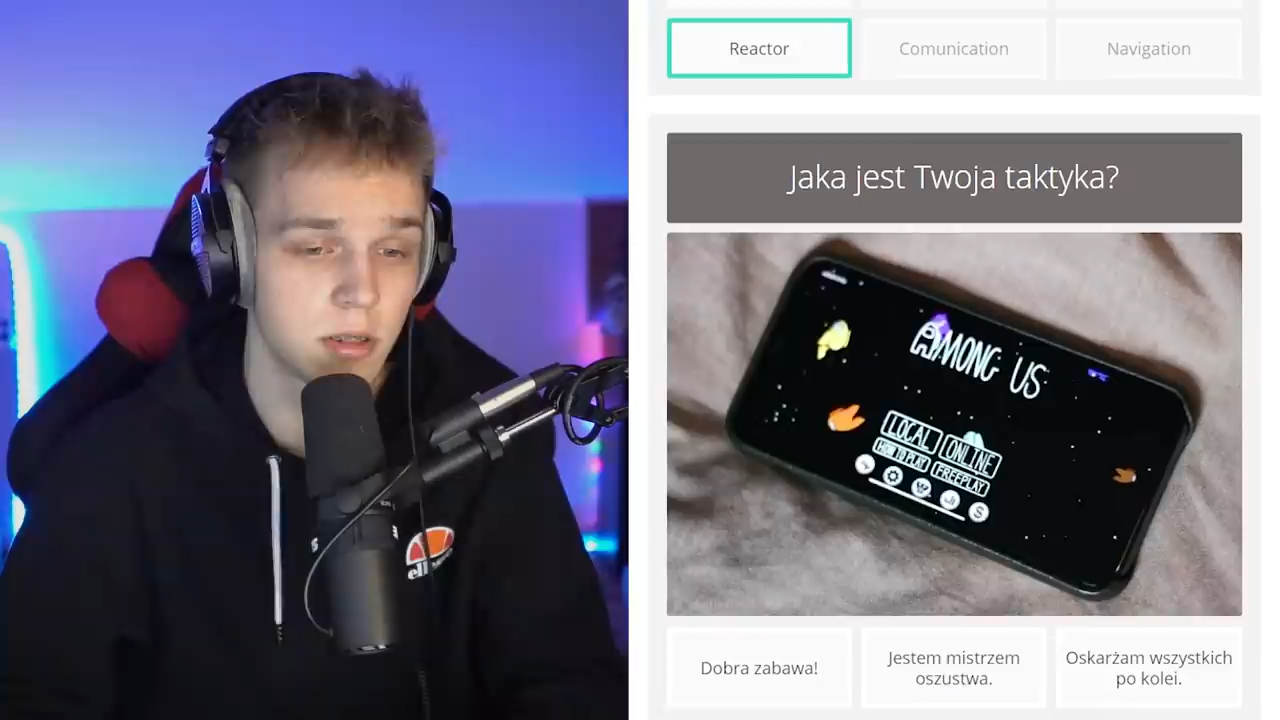 Reactor
Comunication
Navigation
Jaka jest Twoja taktyka?
AMONG US
LOCAL
ONLINE
HOW TO PLAY
FREEPLAY
S
Dobra zabawa!
Jestem mistrzem
oszustwa.
Oskarżam wszystkich
po kolei.